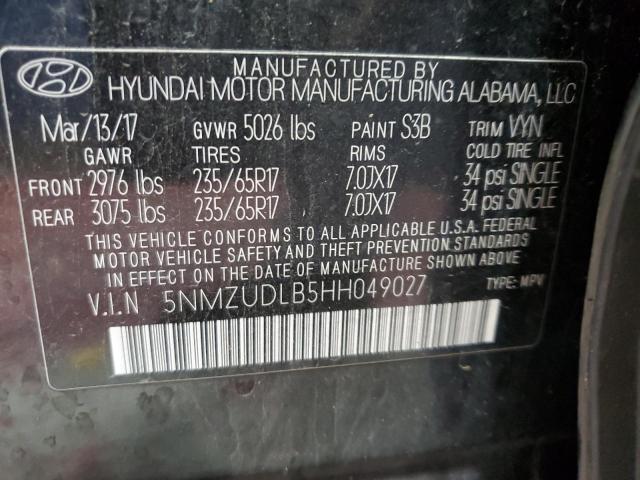 MANUFACTURED BY
HYUNDAI MOTOR MANUFACTURING ALABAMA, LLC
Mar/13/17 GVWR 5026 lbs PAINT S3B TRIM VYN
GAWR TIRES RIMS COLD TIRE INFL
FRONT 2976 lbs 235/65R17 7.0JX17 34 psi SINGLE
REAR 3075 lbs 235/65R17 7.0JX17 34 psi SINGLE
THIS VEHICLE CONFORMS TO ALL APPLICABLE U.S.A. FEDERAL
MOTOR VEHICLE SAFETY AND THEFT PREVENTION STANDARDS
IN EFFECT ON THE DATE OF MANUFACTURE SHOWN ABOVE
V.I.N 5NMZUDLB5HH049027 TYPE: MPV